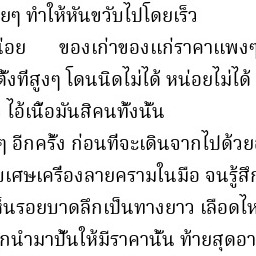 ยๆ ทำให้หันขวับไปโดยเร็ว
น่อย ของเก่าของแก่ราคาแพงๆ
ตั้งที่สูงๆ โดนนิดไม่ได้ หน่อยไม่ได้
ไอ้เนื้อมันสิคนทั้งนั้น
ๆ อีกครั้ง ก่อนที่จะเดินจากไปด้วย
ศษเครื่องลายครามในมือ จนรู้สึก
ห็นรอยบาดลึกเป็นทางยาว เลือดไห
กนำมาปั้นให้มีราคานั้น ท้ายสุดอา